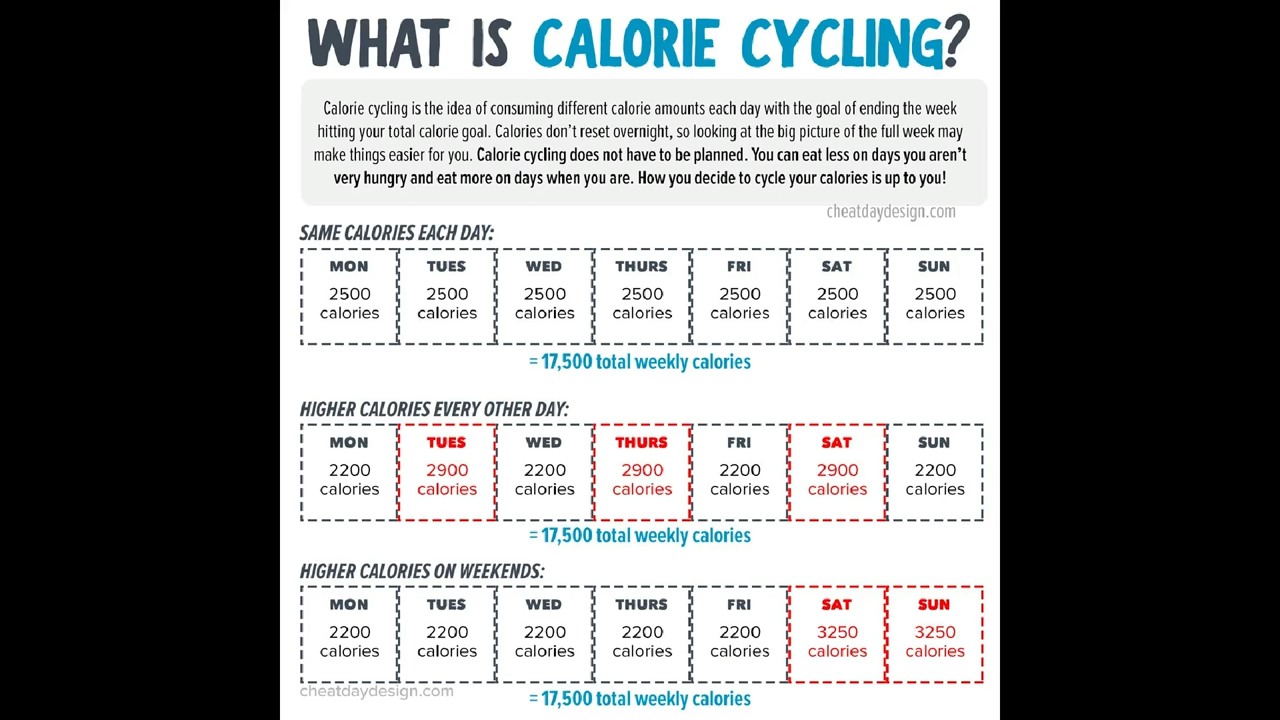 WHAT IS CALORIE CYCLING?
Calorie cycling is the idea of consuming different calorie amounts each day with the goal of ending the week
hitting your total calorie goal. Calories don't reset overnight, so looking at the big picture of the full week may
make things easier for you. Calorie cycling does not have to be planned. You can eat less on days you aren't
very hungry and eat more on days when you are. How you decide to cycle your calories is up to you!
cheatdaydesign.com
SAME CALORIES EACH DAY:
MON TUES WED THURS FRI SAT SUN
2500 2500 2500 2500 2500 2500 2500
calories calories calories calories calories calories calories
= 17,500 total weekly calories
HIGHER CALORIES EVERY OTHER DAY:
MON TUES WED THURS FRI SAT SUN
2200 2900 2200 2900 2200 2900 2200
calories calories calories calories calories calories calories
= 17,500 total weekly calories
HIGHER CALORIES ON WEEKENDS:
MON TUES WED THURS FRI SAT SUN
2200 2200 2200 2200 2200 3250 3250
calories calories calories calories calories calories calories
cheatdaydesign.com
= 17,500 total weekly calories